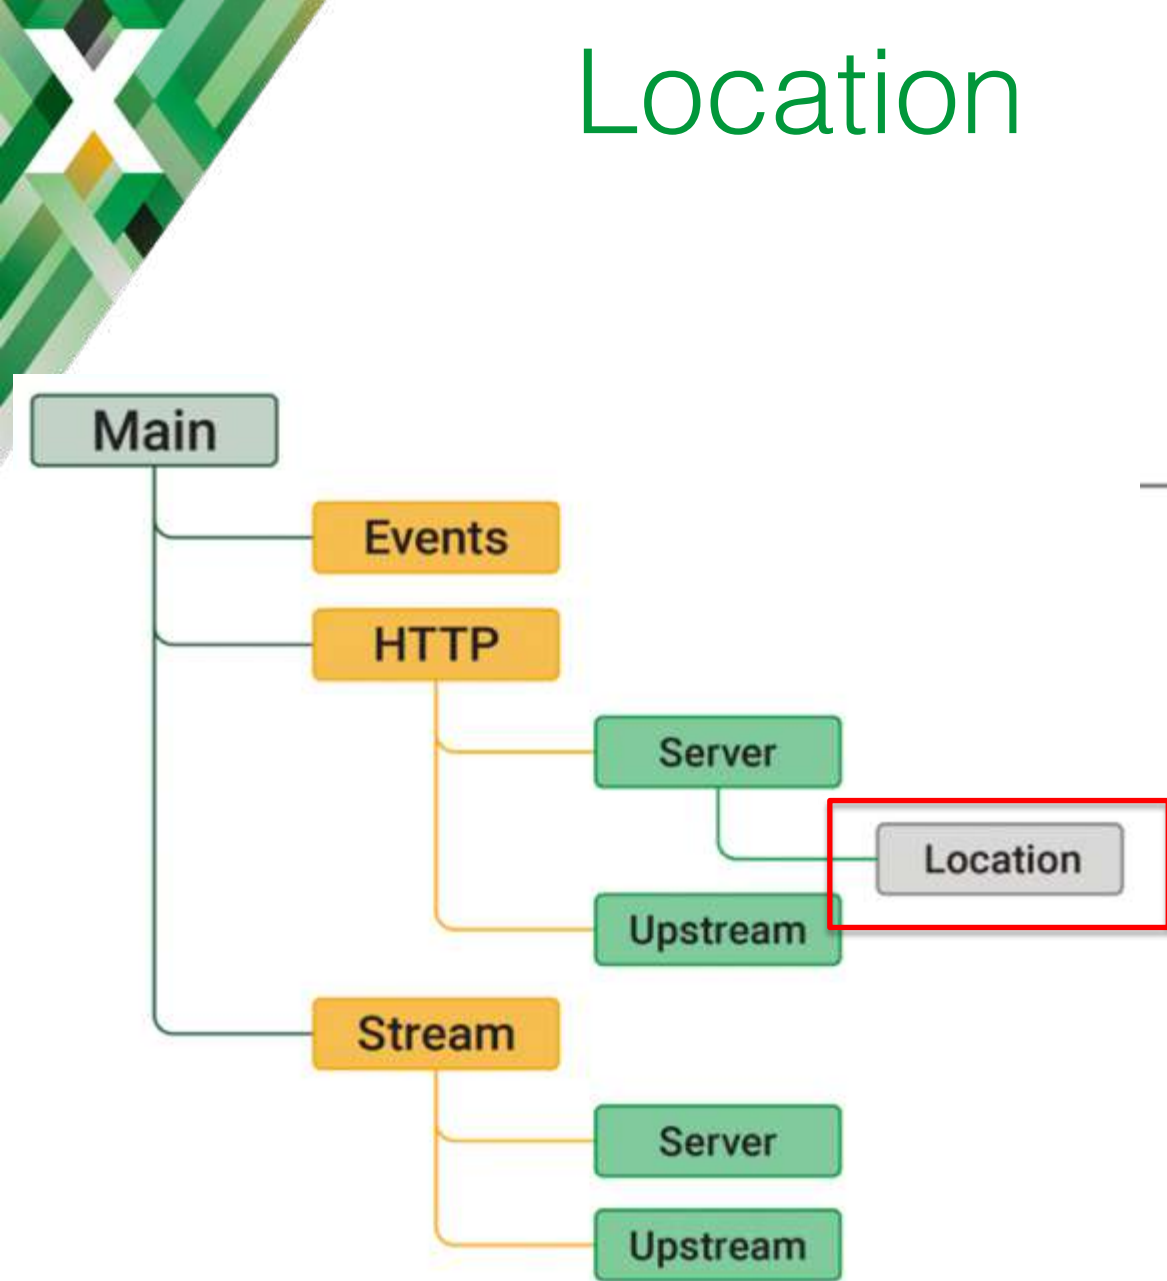 Location
Main
Events
HTTP
Server
Location
Upstream
Stream
Server
Upstream